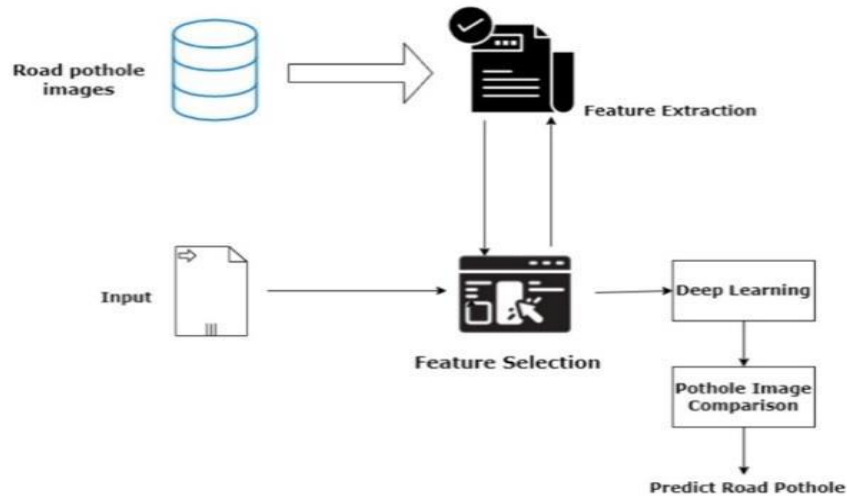 Road pothole
images
Feature Extraction
Input
Feature Selection
Deep Learning
Pothole Image
Comparison
Predict Road Pothole